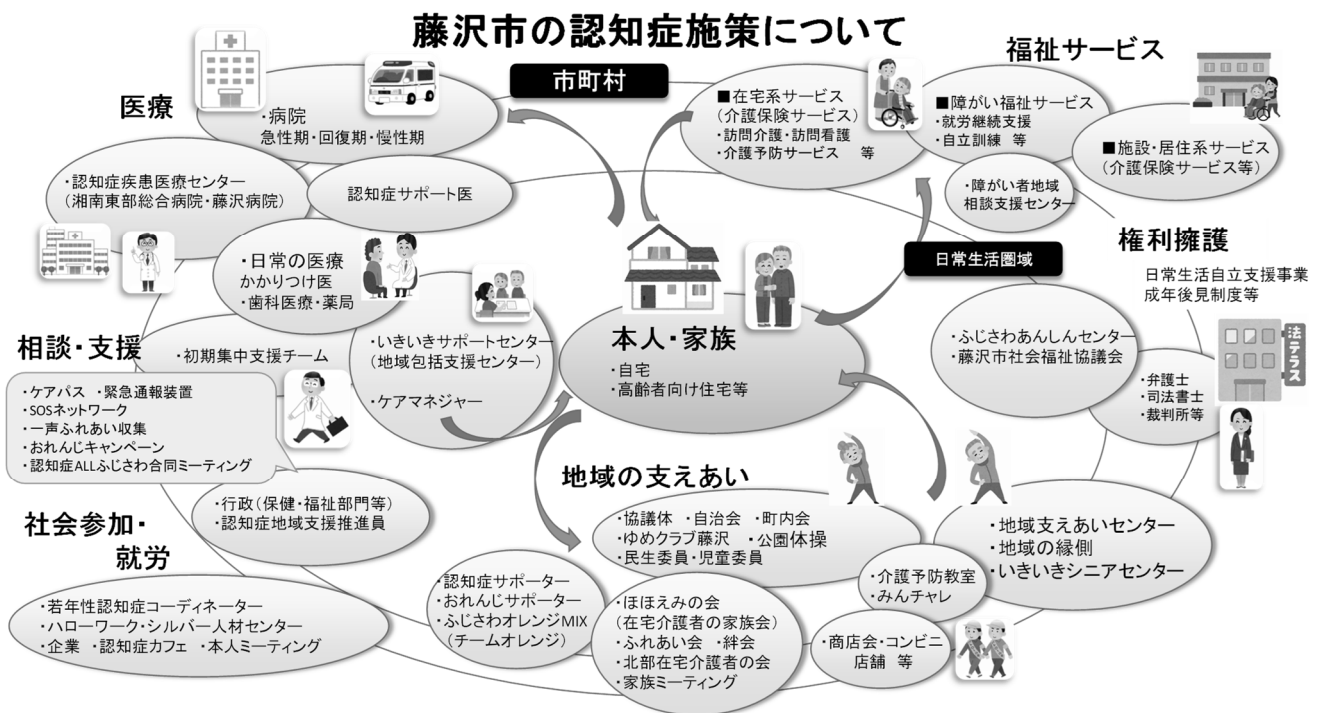 藤沢市の認知症施策について
市町村
医療
・病院
急性期・回復期・慢性期
・認知症疾患医療センター
（湘南東部総合病院・藤沢病院）
認知症サポート医
・日常の医療
かかりつけ医
・歯科医療・薬局
福祉サービス
■在宅系サービス
（介護保険サービス）
・訪問介護・訪問看護
・介護予防サービス 等
■障がい福祉サービス
・就労継続支援
・自立訓練 等
■施設・居住系サービス
（介護保険サービス等）
・障がい者地域
相談支援センター
日常生活圏域
権利擁護
日常生活自立支援事業
成年後見制度等
・ふじさわあんしんセンター
・藤沢市社会福祉協議会
・弁護士
・司法書士
・裁判所等
法テラス
本人・家族
・自宅
・高齢者向け住宅等
相談・支援
・初期集中支援チーム
・いきいきサポートセンター
（地域包括支援センター）
・ケアマネジャー
・ケアパス ・緊急通報装置
・SOSネットワーク
・一声ふれあい収集
・おれんじキャンペーン
・認知症ALLふじさわ合同ミーティング
・行政（保健・福祉部門等）
・認知症地域支援推進員
社会参加・
就労
・若年性認知症コーディネーター
・ハローワーク・シルバー人材センター
・企業 ・認知症カフェ ・本人ミーティング
地域の支えあい
・協議体 ・自治会 ・町内会
・ゆめクラブ藤沢 ・公園体操
・民生委員・児童委員
・地域支えあいセンター
・地域の縁側
・いきいきシニアセンター
・介護予防教室
・みんチャレ
・認知症サポーター
・おれんじサポーター
・ふじさわオレンジMIX
（チームオレンジ）
・ほほえみの会
（在宅介護者の家族会）
・ふれあい会 ・絆会
・北部在宅介護者の会
・家族ミーティング
・商店会・コンビニ
店舗 等